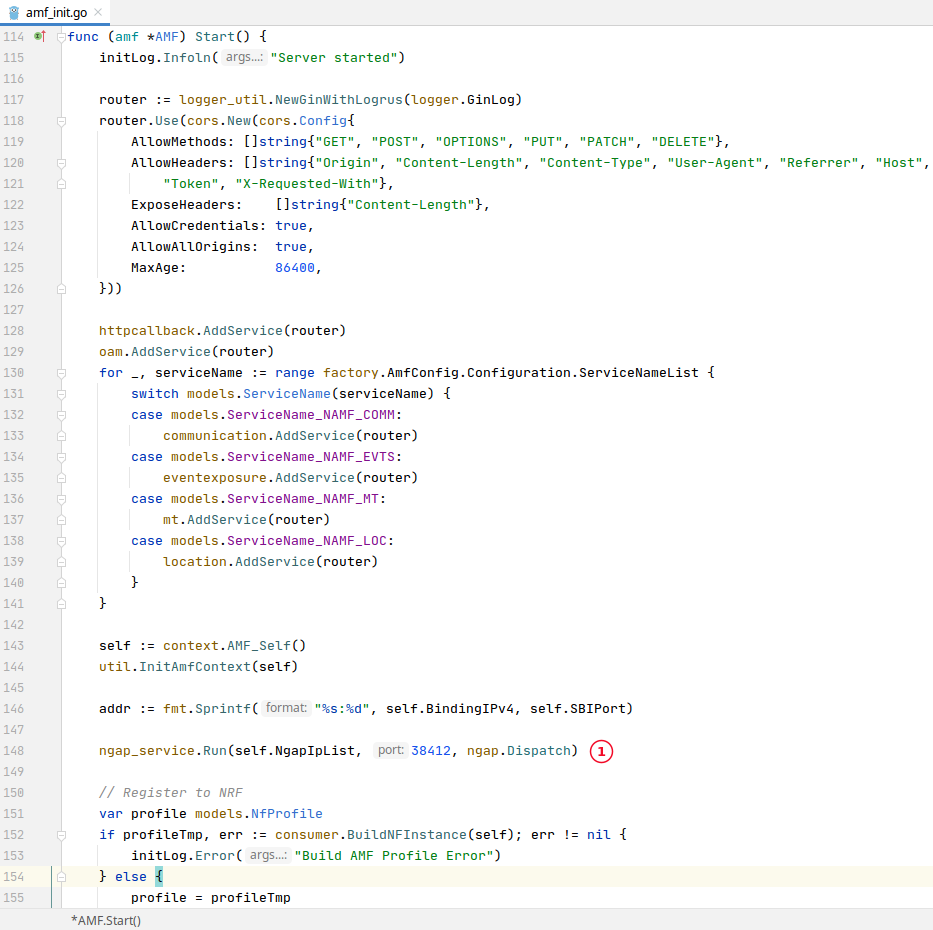 amf_init.go
114 func (amf *AMF) Start() {
115 initLog.Infoln( args...: "Server started")
116
117 router := logger_util.NewGinWithLogrus(logger.GinLog)
118 router.Use(cors.New(cors.Config{
119 AllowMethods: []string{"GET", "POST", "OPTIONS", "PUT", "PATCH", "DELETE"},
120 AllowHeaders: []string{"Origin", "Content-Length", "Content-Type", "User-Agent", "Referrer", "Host",
121 "Token", "X-Requested-With"},
122 ExposeHeaders:    []string{"Content-Length"},
123 AllowCredentials: true,
124 AllowAllOrigins:  true,
125 MaxAge:           86400,
126 }))
127
128 httpcallback.AddService(router)
129 oam.AddService(router)
130 for _, serviceName := range factory.AmfConfig.Configuration.ServiceNameList {
131 switch models.ServiceName(serviceName) {
132 case models.ServiceName_NAMF_COMM:
133 communication.AddService(router)
134 case models.ServiceName_NAMF_EVTS:
135 eventexposure.AddService(router)
136 case models.ServiceName_NAMF_MT:
137 mt.AddService(router)
138 case models.ServiceName_NAMF_LOC:
139 location.AddService(router)
140 }
141 }
142
143 self := context.AMF_Self()
144 util.InitAmfContext(self)
145
146 addr := fmt.Sprintf( format: "%s:%d", self.BindingIPv4, self.SBIPort)
147
148 ngap_service.Run(self.NgapIpList, port: 38412, ngap.Dispatch) 1
149
150 // Register to NRF
151 var profile models.NfProfile
152 if profileTmp, err := consumer.BuildNFInstance(self); err != nil {
153 initLog.Error( args...: "Build AMF Profile Error")
154 } else {
155 profile = profileTmp
*AMF.Start()